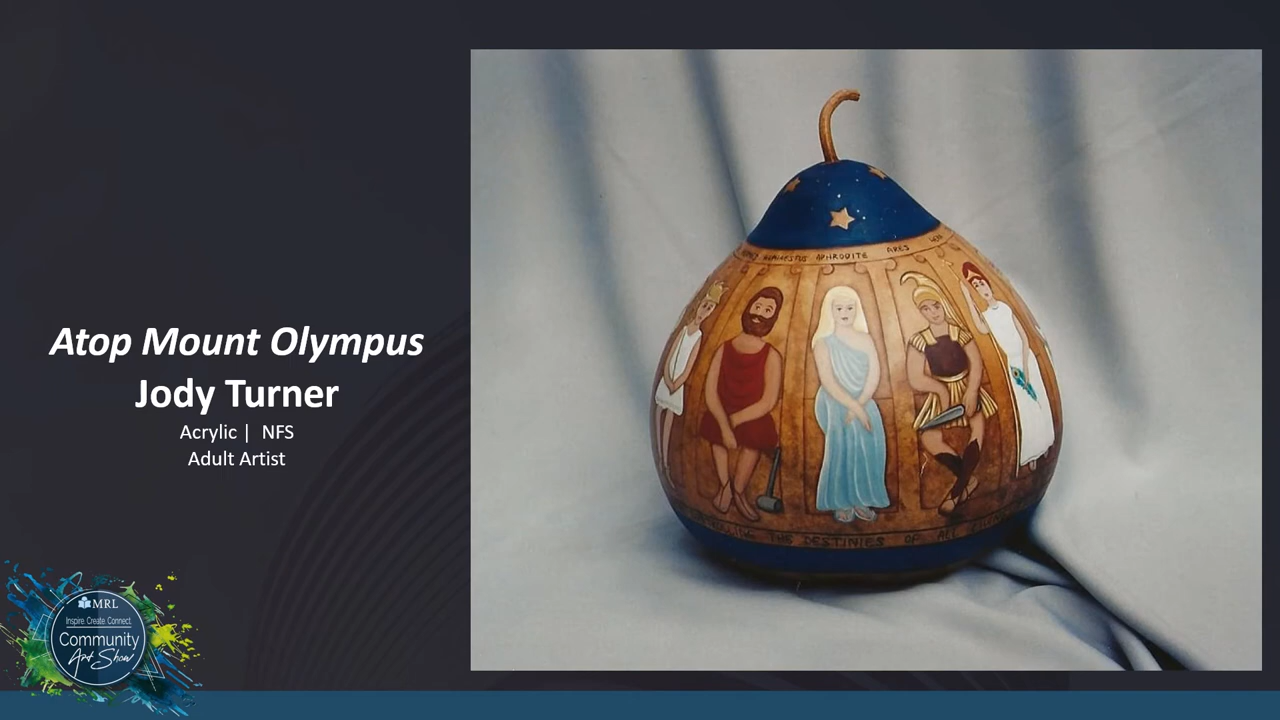 Atop Mount Olympus
Jody Turner
Acrylic | NFS
Adult Artist
MRL
Inspire. Create. Connect.
Community
Art Show
APHRODITE ARES
THE DESTINIES OF ALL